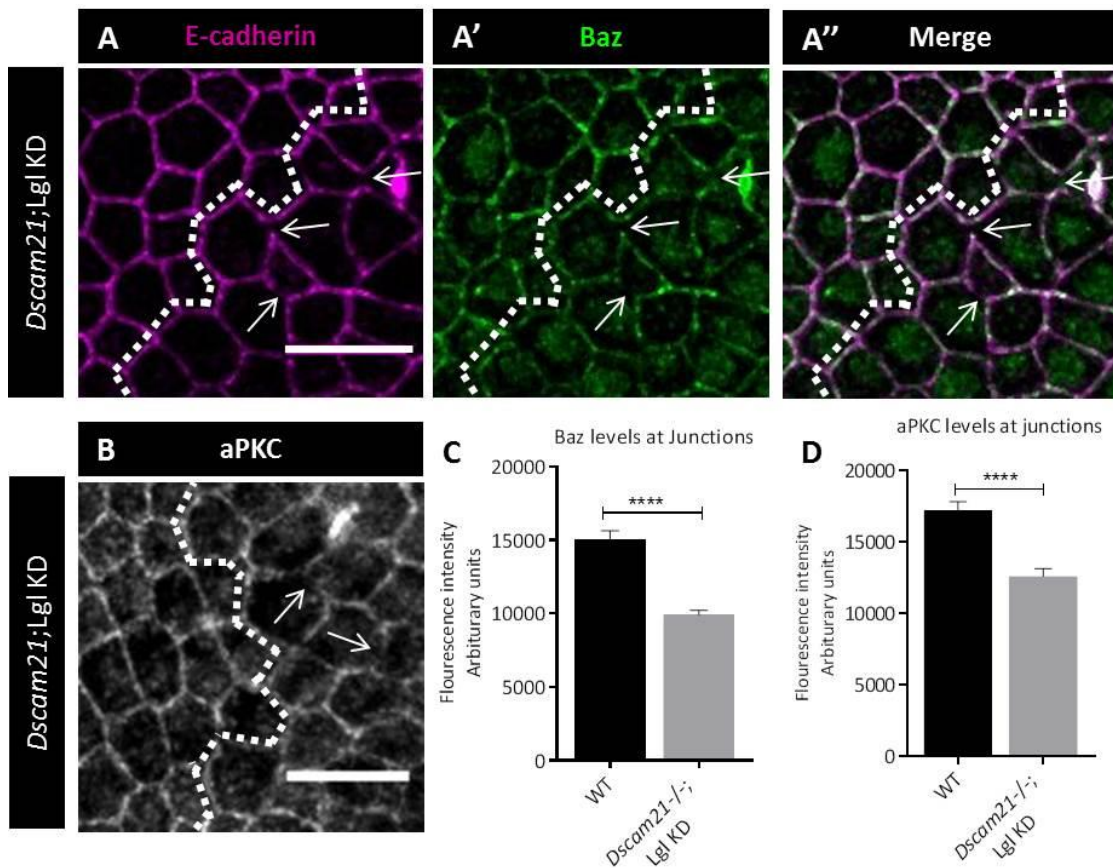 A E-cadherin
A' Baz
A'' Merge
Dscam21;Lgl KD
B aPKC
Dscam21;Lgl KD
C
Baz levels at Junctions
Flourescence intensity
Arbiturary units
20000
15000
10000
5000
0
****
WT
Dscam21-/-;
Lgl KD
D
aPKC levels at junctions
Flourescence intensity
Arbiturary units
20000
15000
10000
5000
0
****
WT
Dscam21-/-;
Lgl KD